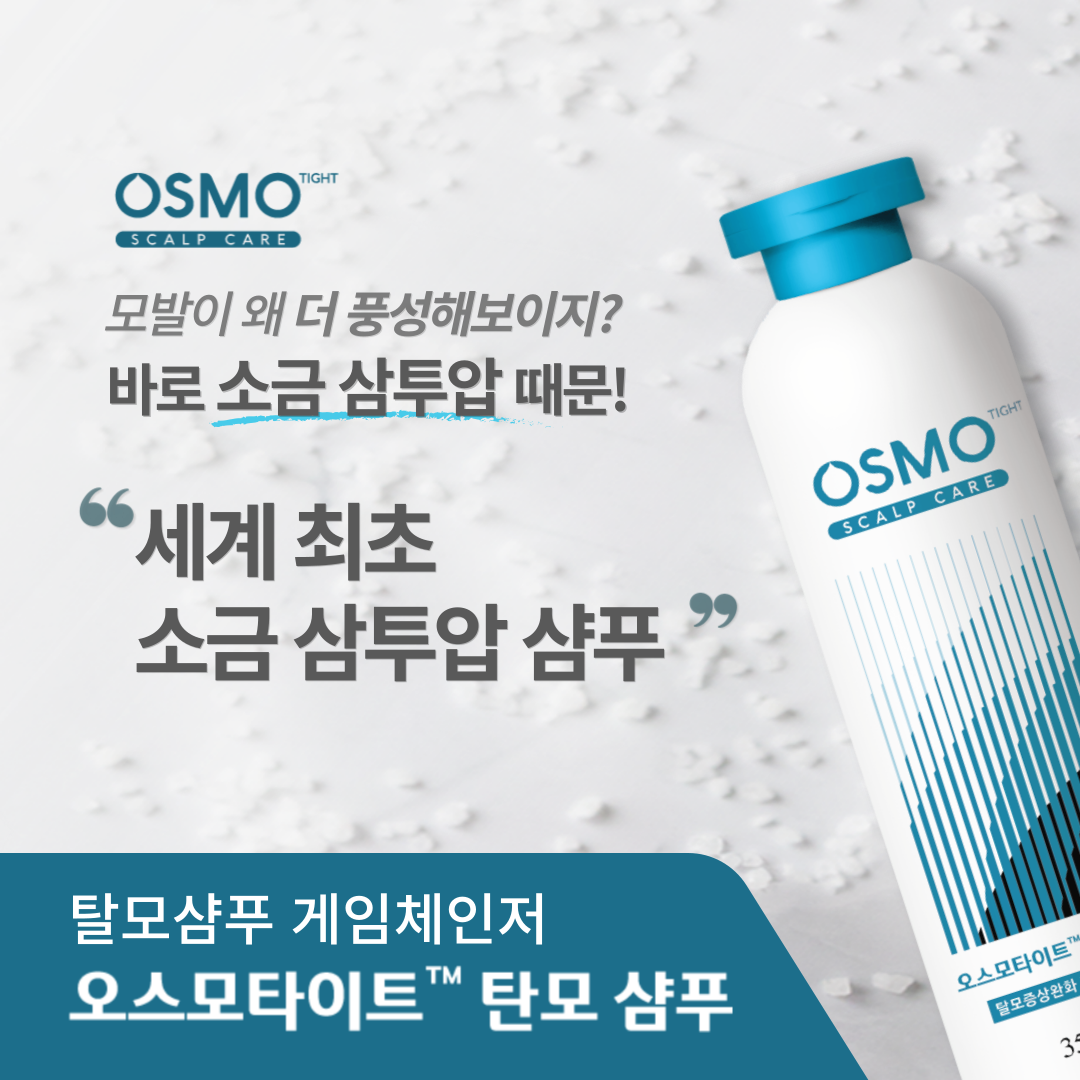 OSMO TIGHT
SCALP CARE
모발이 왜 더 풍성해보이지?
바로 소금 삼투압 때문!
“세계 최초
소금 삼투압 샴푸”
탈모샴푸 게임체인저
오스모타이트™ 탄모 샴푸
OSMO TIGHT
SCALP CARE
오스모타이트™
탈모증상완화
35